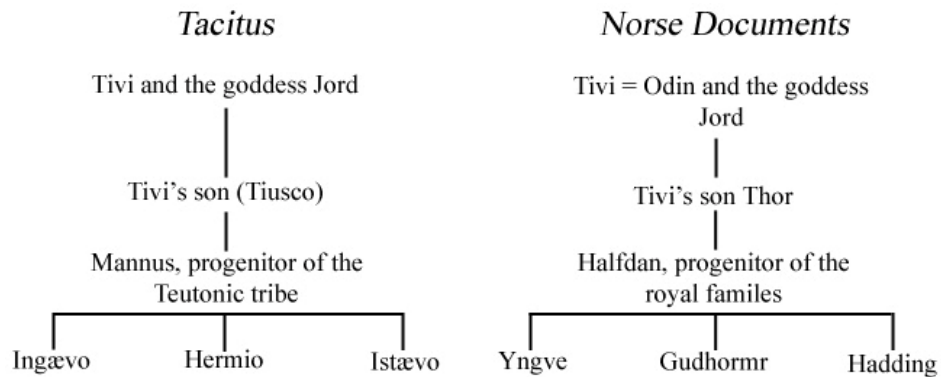 Tacitus
Tivi and the goddess Jord
Tivi's son (Tiusco)
Mannus, progenitor of the
Teutonic tribe
Ingævo Hermio Istævo
Norse Documents
Tivi = Odin and the goddess
Jord
Tivi's son Thor
Halfdan, progenitor of the
royal familes
Yngve Gudhormr Hadding